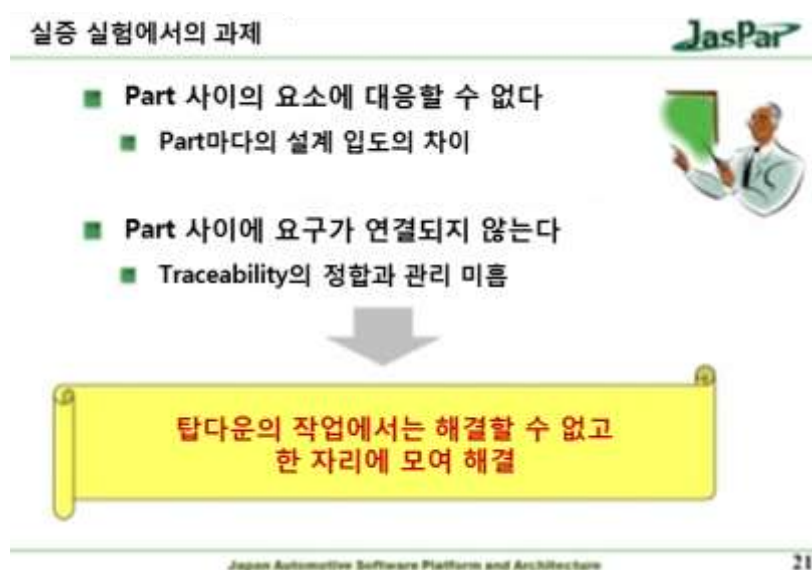 실증 실험에서의 과제
JasPar
Part 사이의 요소에 대응할 수 없다
Part마다의 설계 입도의 차이
Part 사이에 요구가 연결되지 않는다
Traceability의 정합과 관리 미흡
탑다운의 작업에서는 해결할 수 없고
한 자리에 모여 해결
Japan Automotive Software Platform and Architecture
21